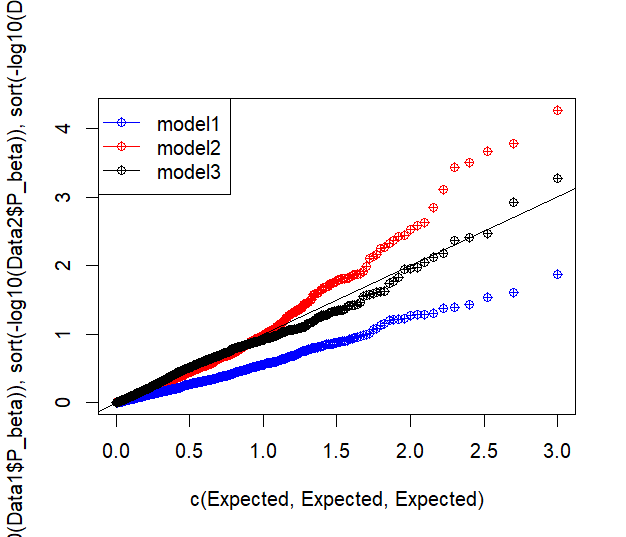 0(Data1$P_beta)), sort(-log10(Data2$P_beta)), sort(-log10(D
model1
model2
model3
4
3
2
1
0
0.0 0.5 1.0 1.5 2.0 2.5 3.0
c(Expected, Expected, Expected)